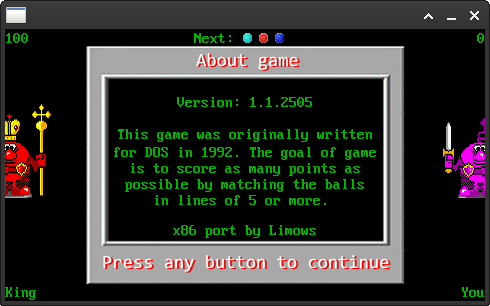 100 Next: 0
About game
Version: 1.1.2505
This game was originally written
for DOS in 1992. The goal of game
is to score as many points as
possible by matching the balls
in lines of 5 or more.
x86 port by Limows
Press any button to continue
King You